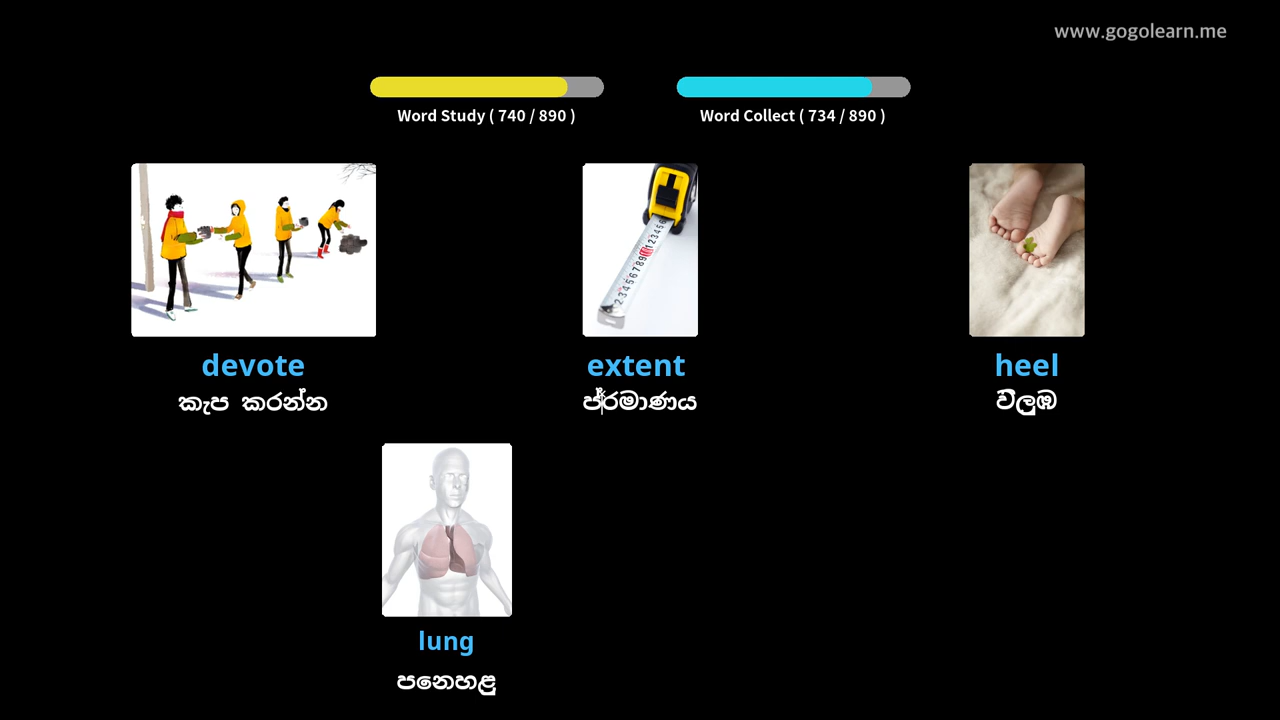 www.gogolearn.me
Word Study ( 740 / 890 )
Word Collect ( 734 / 890 )
devote
කැප කරන්න
extent
ප්‍රමාණය
heel
විලුඹ
lung
පෙනහළු